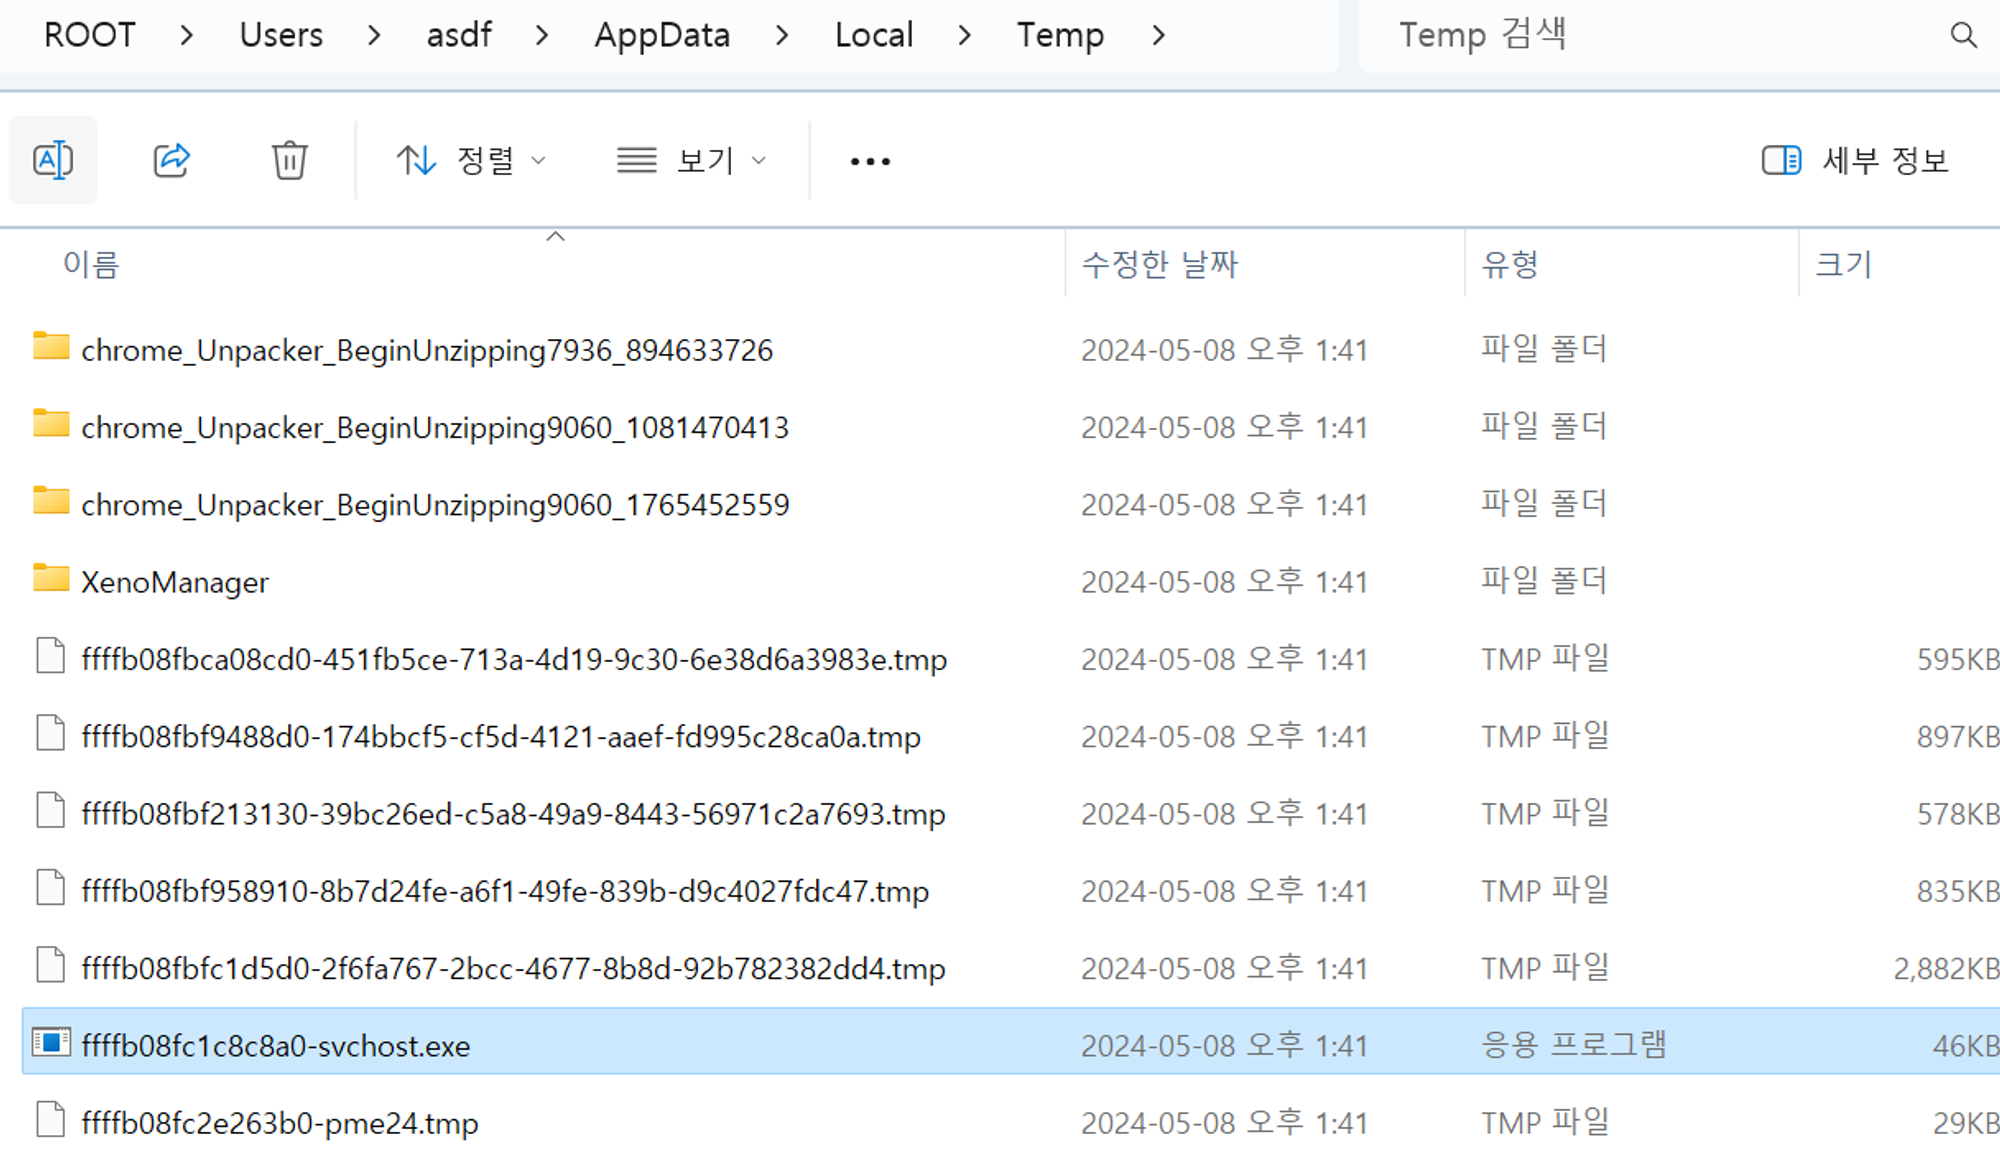 ROOT > Users > asdf > AppData > Local > Temp > Temp 검색
정렬 보기 ••• 세부 정보
이름 수정한 날짜 유형 크기
chrome_Unpacker_BeginUnzipping7936_894633726 2024-05-08 오후 1:41 파일 폴더
chrome_Unpacker_BeginUnzipping9060_1081470413 2024-05-08 오후 1:41 파일 폴더
chrome_Unpacker_BeginUnzipping9060_1765452559 2024-05-08 오후 1:41 파일 폴더
XenoManager 2024-05-08 오후 1:41 파일 폴더
ffffb08fbca08cd0-451fb5ce-713a-4d19-9c30-6e38d6a3983e.tmp 2024-05-08 오후 1:41 TMP 파일 595KB
ffffb08fbf9488d0-174bbcf5-cf5d-4121-aaef-fd995c28ca0a.tmp 2024-05-08 오후 1:41 TMP 파일 897KB
ffffb08fbf213130-39bc26ed-c5a8-49a9-8443-56971c2a7693.tmp 2024-05-08 오후 1:41 TMP 파일 578KB
ffffb08fbf958910-8b7d24fe-a6f1-49fe-839b-d9c4027fdc47.tmp 2024-05-08 오후 1:41 TMP 파일 835KB
ffffb08fbfc1d5d0-2f6fa767-2bcc-4677-8b8d-92b782382dd4.tmp 2024-05-08 오후 1:41 TMP 파일 2,882KB
ffffb08fc1c8c8a0-svchost.exe 2024-05-08 오후 1:41 응용 프로그램 46KB
ffffb08fc2e263b0-pme24.tmp 2024-05-08 오후 1:41 TMP 파일 29KB